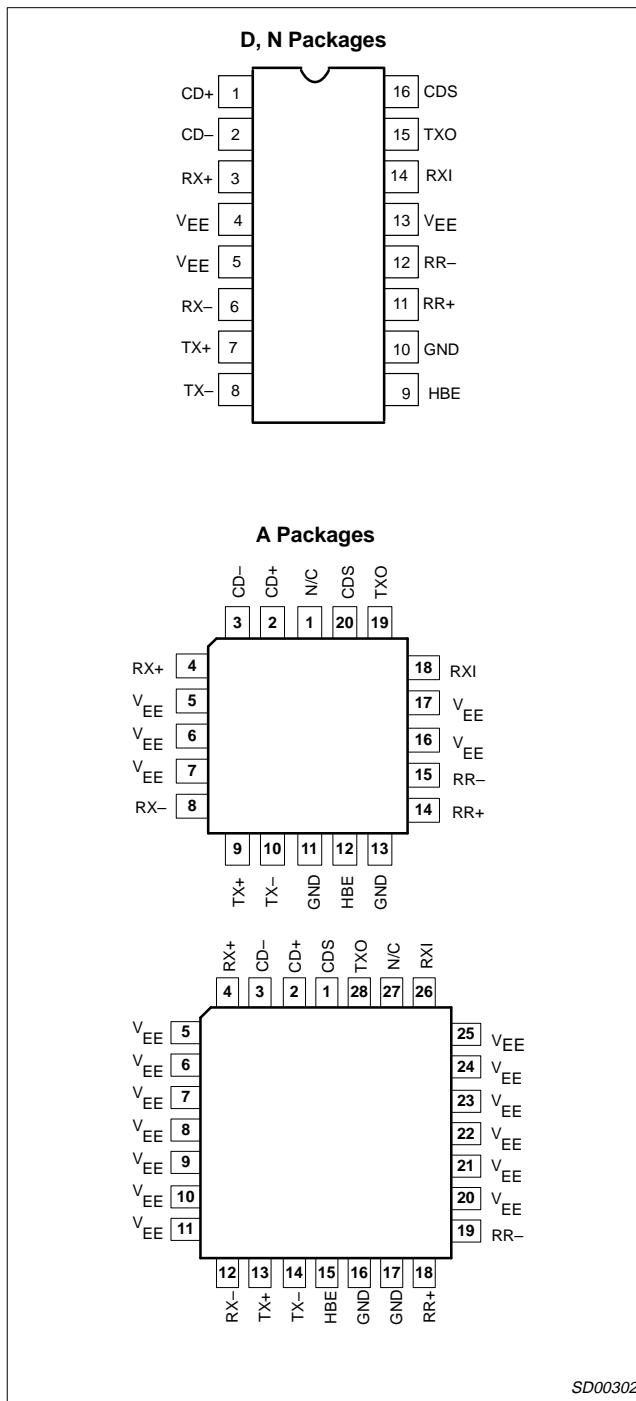 D, N Packages
CD+ 1 16 CDS
CD– 2 15 TXO
RX+ 3 14 RXI
VEE 4 13 VEE
VEE 5 12 RR–
RX– 6 11 RR+
TX+ 7 10 GND
TX– 8 9 HBE
A Packages
CD– CD+ N/C CDS TXO
3 2 1 20 19
RX+ 4 18 RXI
VEE 5 17 VEE
VEE 6 16 VEE
VEE 7 15 RR–
RX– 8 14 RR+
9 10 11 12 13
TX+ TX– GND HBE GND
RX+ CD– CD+ CDS TXO N/C RXI
4 3 2 1 28 27 26
VEE 5 25 VEE
VEE 6 24 VEE
VEE 7 23 VEE
VEE 8 22 VEE
VEE 9 21 VEE
VEE 10 20 VEE
VEE 11 19 RR–
12 13 14 15 16 17 18
RX– TX+ TX– HBE GND GND RR+
SD00302